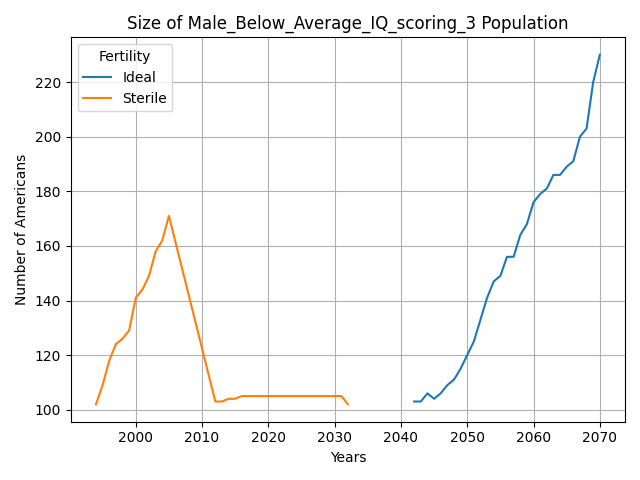 Size of Male_Below_Average_IQ_scoring_3 Population
Fertility
Ideal
Sterile
Number of Americans
220
200
180
160
140
120
100
2000 2010 2020 2030 2040 2050 2060 2070
Years